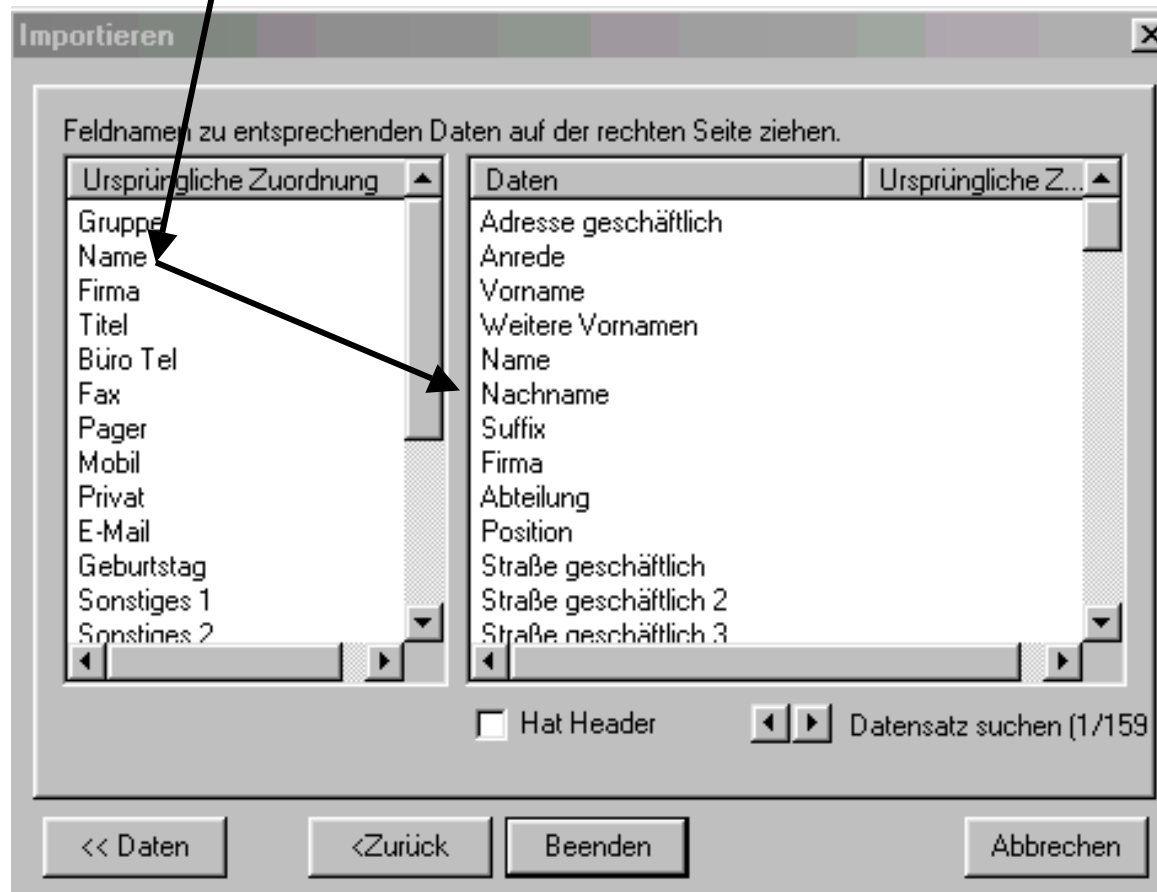 Importieren
Feldnamen zu entsprechenden Daten auf der rechten Seite ziehen.
Ursprüngliche Zuordnung
Gruppe
Name
Firma
Titel
Büro Tel
Fax
Pager
Mobil
Privat
E-Mail
Geburtstag
Sonstiges 1
Sonstiges 2
Daten Ursprüngliche Z...
Adresse geschäftlich
Anrede
Vorname
Weitere Vornamen
Name
Nachname
Suffix
Firma
Abteilung
Position
Straße geschäftlich
Straße geschäftlich 2
Straße geschäftlich 3
Hat Header Datensatz suchen (1/159
<< Daten <Zurück Beenden Abbrechen